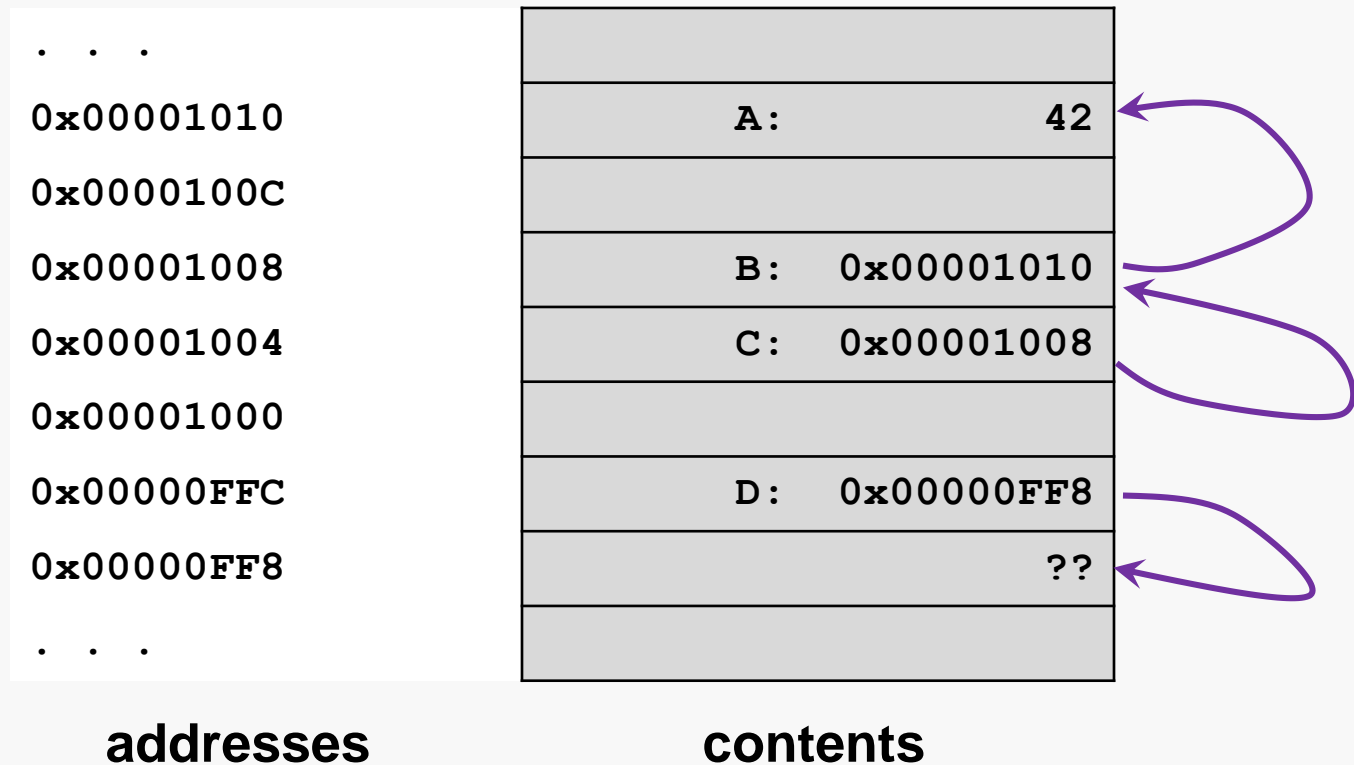 . . .
0x00001010 A: 42
0x0000100C
0x00001008 B: 0x00001010
0x00001004 C: 0x00001008
0x00001000
0x00000FFC D: 0x00000FF8
0x00000FF8 ??
. . .
addresses contents